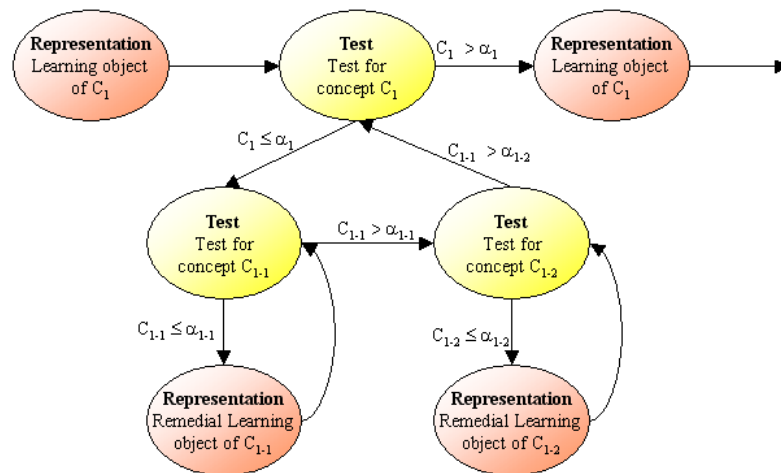 Representation
Learning object
of C₁
Test
Test for
concept C₁
C₁ > α₁
Representation
Learning object
of C₁
C₁ ≤ α₁
C₁₋₁ > α₁₋₂
Test
Test for
concept C₁₋₁
C₁₋₁ > α₁₋₁
Test
Test for
concept C₁₋₂
C₁₋₁ ≤ α₁₋₁
C₁₋₂ ≤ α₁₋₂
Representation
Remedial Learning
object of C₁₋₁
Representation
Remedial Learning
object of C₁₋₂